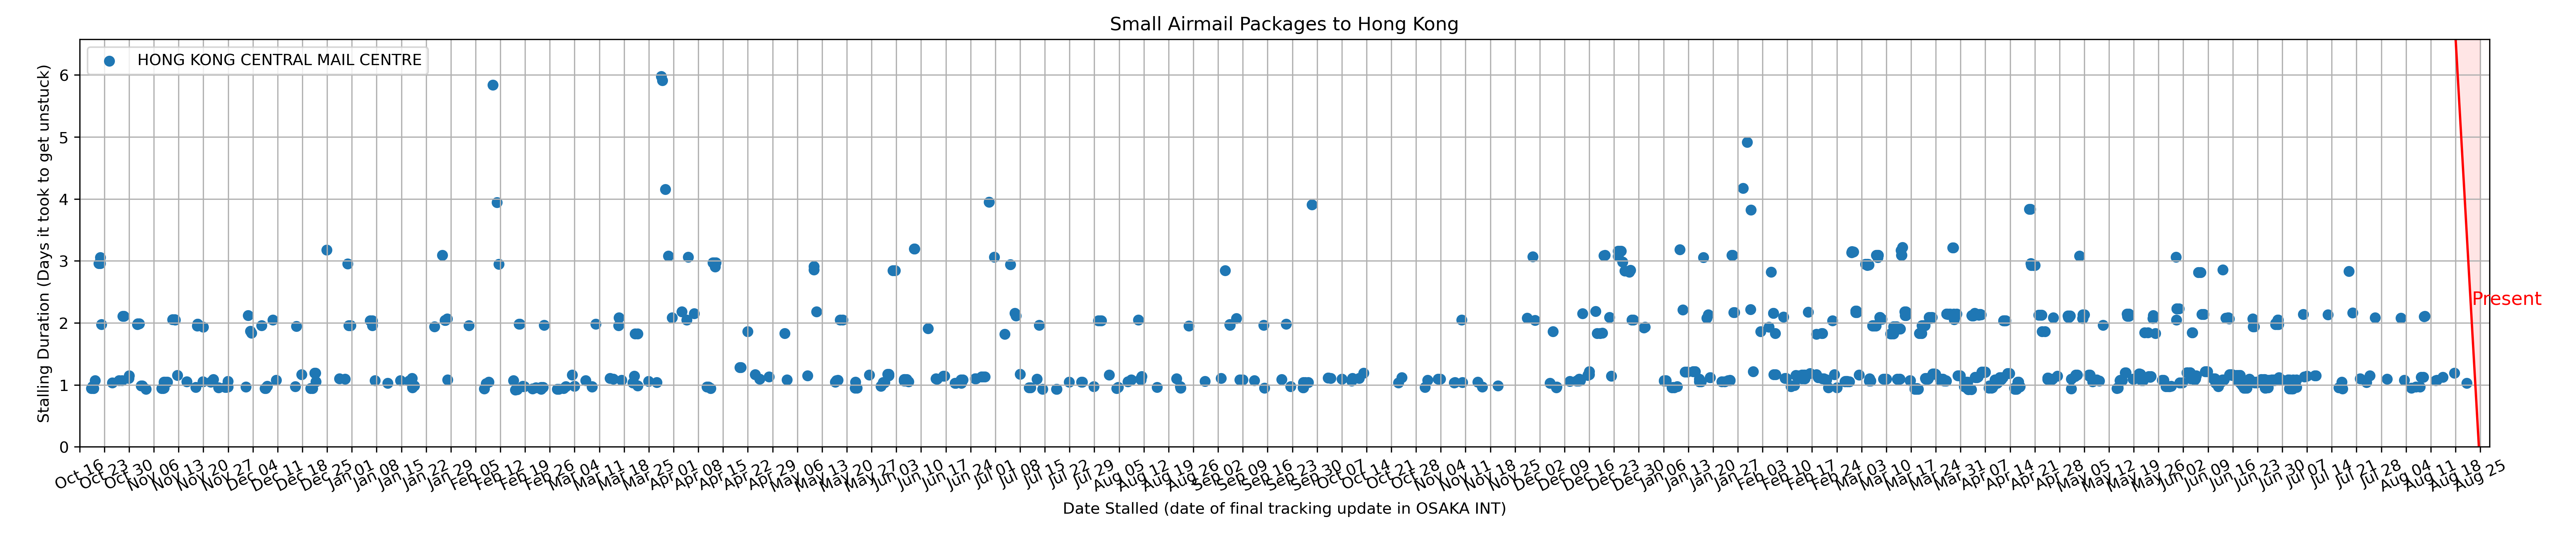 Small Airmail Packages to Hong Kong
HONG KONG CENTRAL MAIL CENTRE
Stalling Duration (Days it took to get unstuck)
6
5
4
3
2
1
0
Present
Oct 16
Oct 23
Oct 30
Nov 06
Nov 13
Nov 20
Nov 27
Dec 04
Dec 11
Dec 18
Dec 25
Jan 01
Jan 08
Jan 15
Jan 22
Jan 29
Feb 05
Feb 12
Feb 19
Feb 26
Mar 04
Mar 11
Mar 18
Mar 25
Apr 01
Apr 08
Apr 15
Apr 22
Apr 29
May 06
May 13
May 20
May 27
Jun 03
Jun 10
Jun 17
Jun 24
Jul 01
Jul 08
Jul 15
Jul 22
Jul 29
Aug 05
Aug 12
Aug 19
Aug 26
Sep 02
Sep 09
Sep 16
Sep 23
Sep 30
Oct 07
Oct 14
Oct 21
Oct 28
Nov 04
Nov 11
Nov 18
Nov 25
Dec 02
Dec 09
Dec 16
Dec 23
Dec 30
Jan 06
Jan 13
Jan 20
Jan 27
Feb 03
Feb 10
Feb 17
Feb 24
Mar 03
Mar 10
Mar 17
Mar 24
Mar 31
Apr 07
Apr 14
Apr 21
Apr 28
May 05
May 12
May 19
May 26
Jun 02
Jun 09
Jun 16
Jun 23
Jun 30
Jul 07
Jul 14
Jul 21
Jul 28
Aug 04
Aug 11
Aug 18
Aug 25
Date Stalled (date of final tracking update in OSAKA INT)